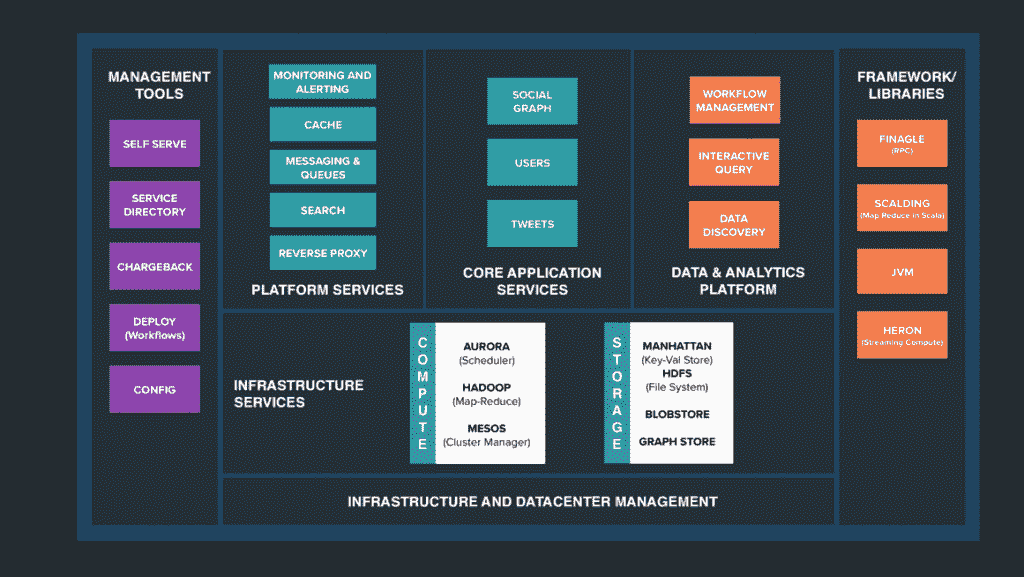 MANAGEMENT
TOOLS
SELF SERVE
SERVICE
DIRECTORY
CHARGEBACK
DEPLOY
(Workflows)
CONFIG
MONITORING AND
ALERTING
CACHE
MESSAGING &
QUEUES
SEARCH
REVERSE PROXY
PLATFORM SERVICES
SOCIAL
GRAPH
USERS
TWEETS
CORE APPLICATION
SERVICES
WORKFLOW
MANAGEMENT
INTERACTIVE
QUERY
DATA
DISCOVERY
DATA & ANALYTICS
PLATFORM
FRAMEWORK/
LIBRARIES
FINAGLE
(RPC)
SCALDING
(Map Reduce in Scala)
JVM
HERON
(Streaming Compute)
INFRASTRUCTURE
SERVICES
COMPUTE
AURORA
(Scheduler)
HADOOP
(Map-Reduce)
MESOS
(Cluster Manager)
STORAGE
MANHATTAN
(Key-Val Store)
HDFS
(File System)
BLOBSTORE
GRAPH STORE
INFRASTRUCTURE AND DATACENTER MANAGEMENT